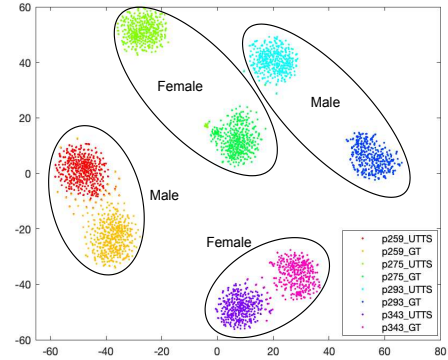 60
40
20
0
-20
-40
-60
-60 -40 -20 0 20 40 60 80
Female
Male
Male
Female
p259_UTTS
p259_GT
p275_UTTS
p275_GT
p293_UTTS
p293_GT
p343_UTTS
p343_GT